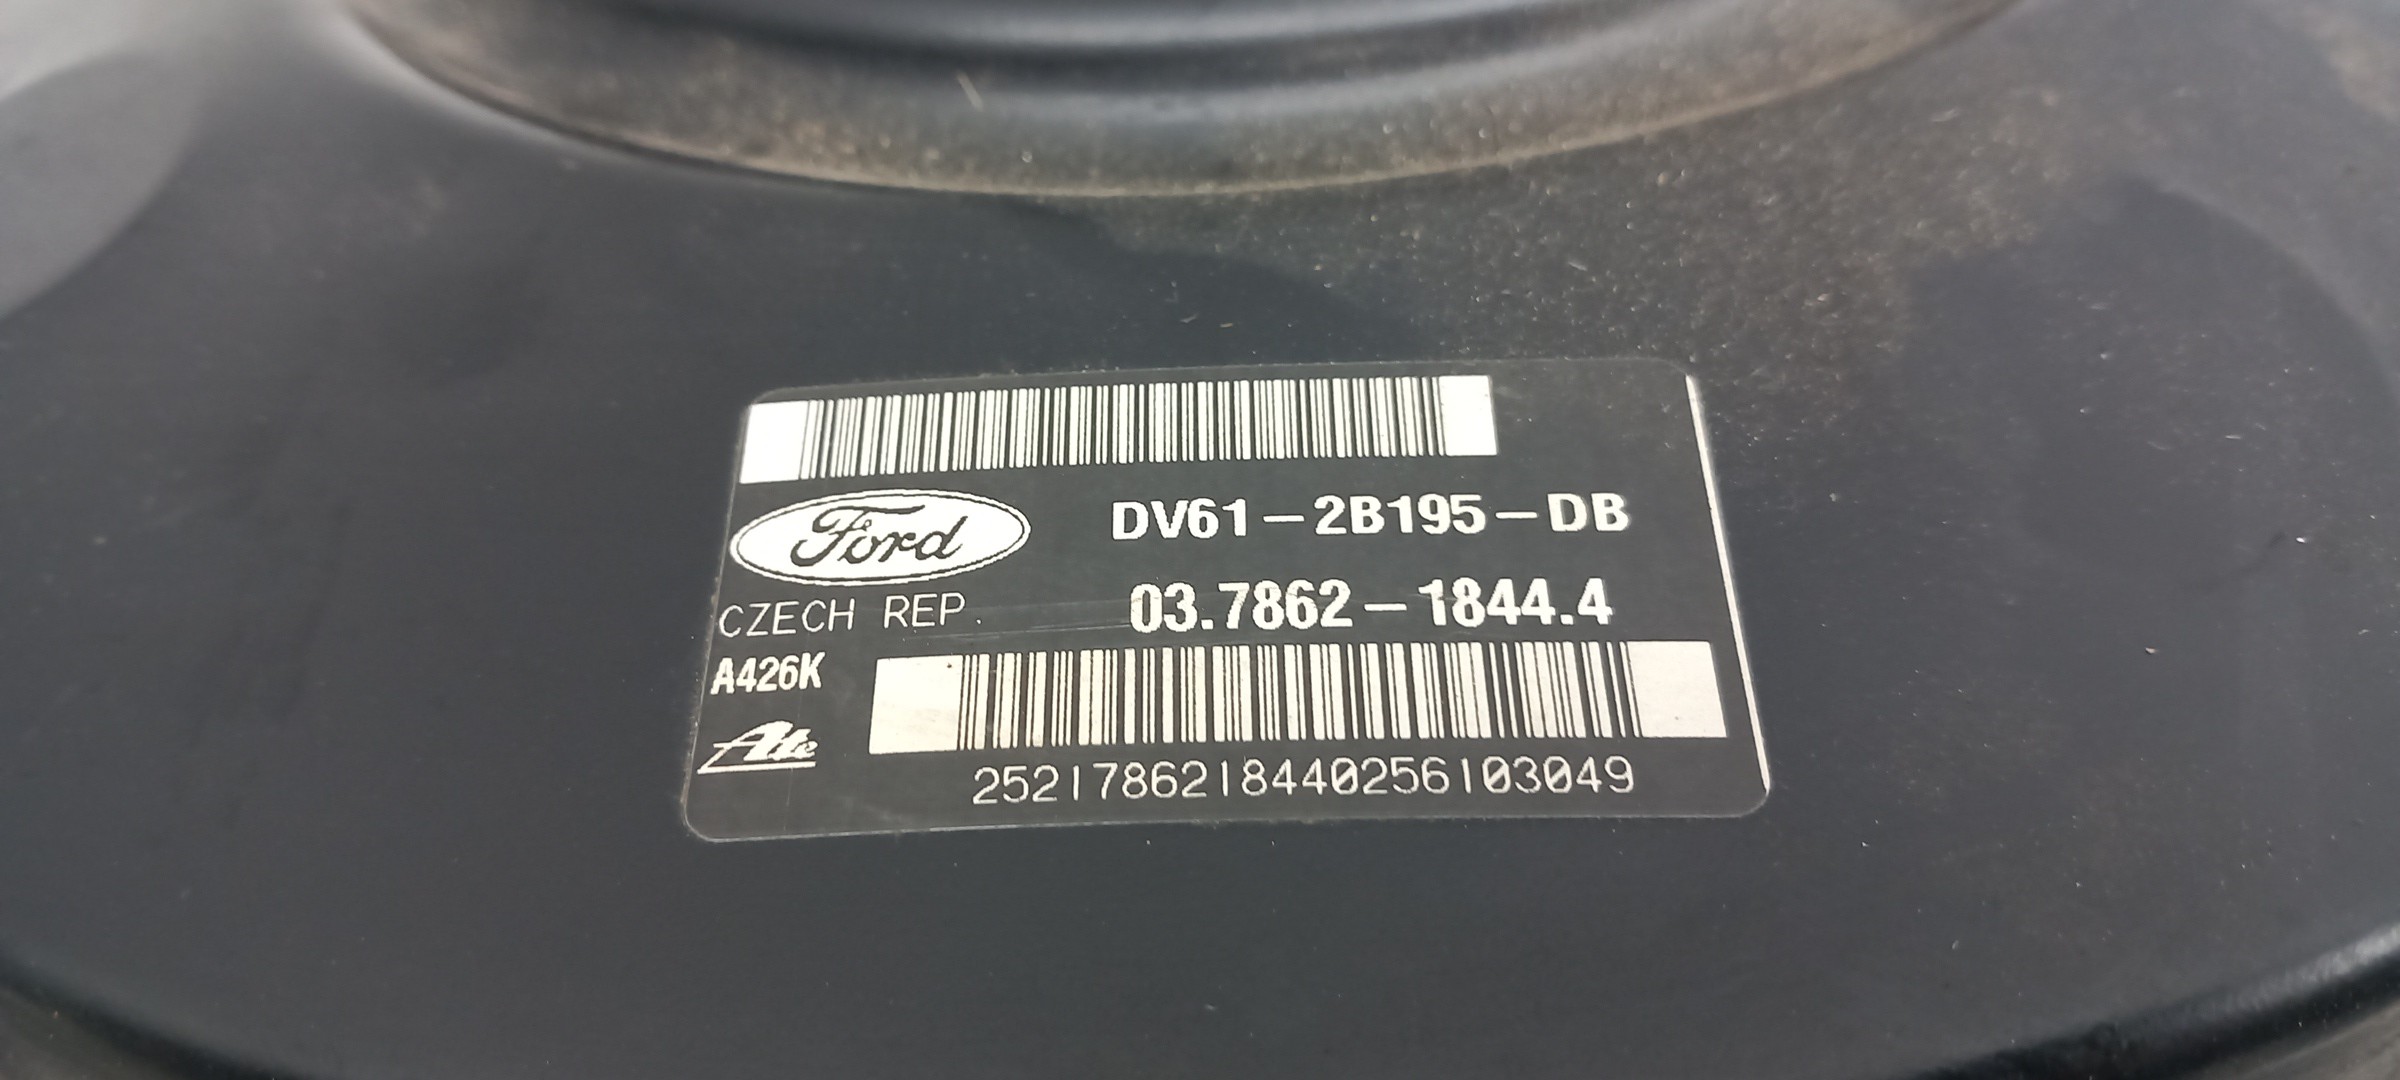 Ford
DV61-2B195-DB
CZECH REP.
03.7862-1844.4
A426K
Ate
2521786218440256103049